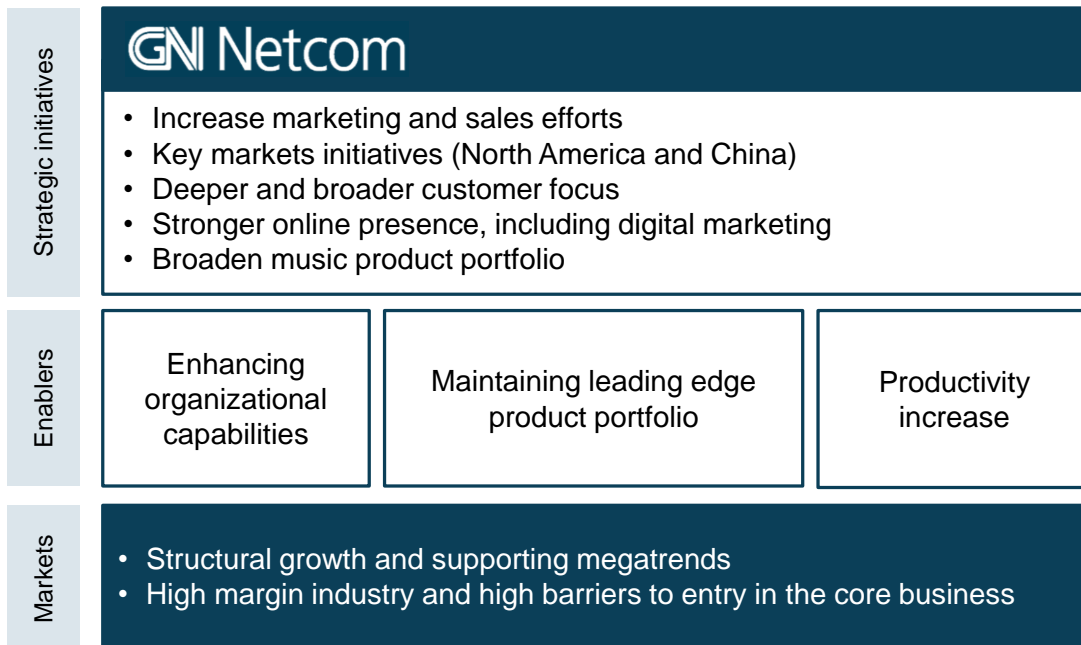 Strategic initiatives
GN Netcom
• Increase marketing and sales efforts
• Key markets initiatives (North America and China)
• Deeper and broader customer focus
• Stronger online presence, including digital marketing
• Broaden music product portfolio
Enablers
Enhancing
organizational
capabilities
Maintaining leading edge
product portfolio
Productivity
increase
Markets
• Structural growth and supporting megatrends
• High margin industry and high barriers to entry in the core business